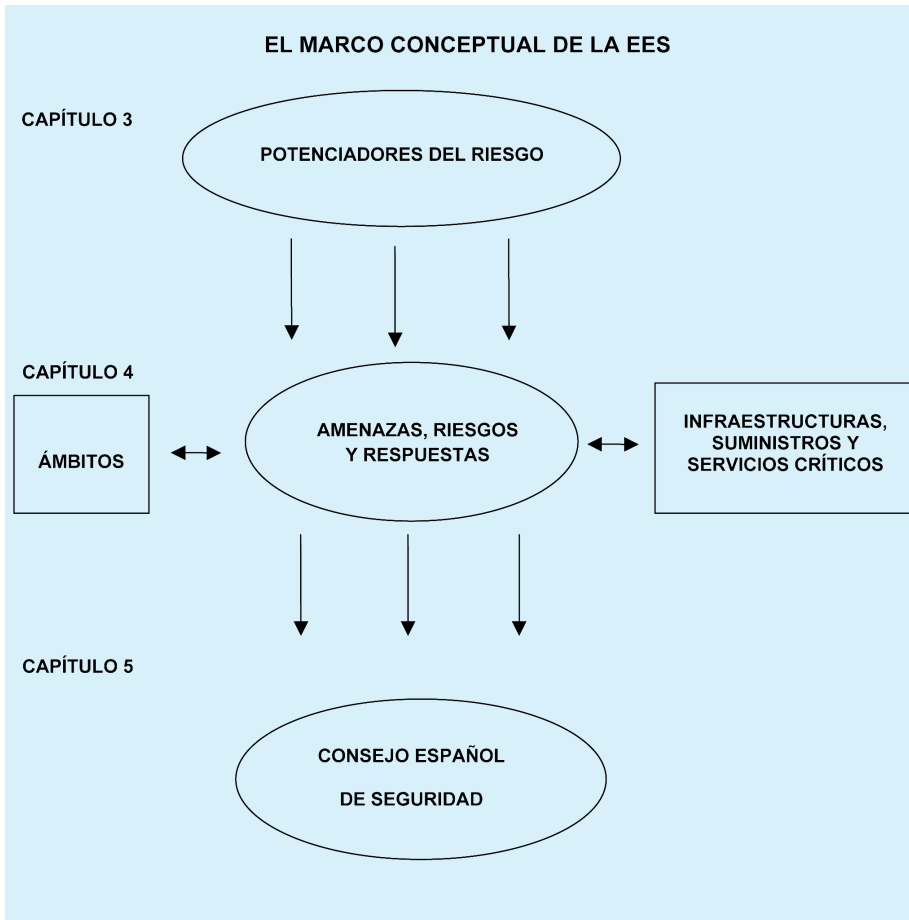 EL MARCO CONCEPTUAL DE LA EES
CAPÍTULO 3
POTENCIADORES DEL RIESGO
CAPÍTULO 4
ÁMBITOS
AMENAZAS, RIESGOS
Y RESPUESTAS
INFRAESTRUCTURAS,
SUMINISTROS Y
SERVICIOS CRÍTICOS
CAPÍTULO 5
CONSEJO ESPAÑOL
DE SEGURIDAD